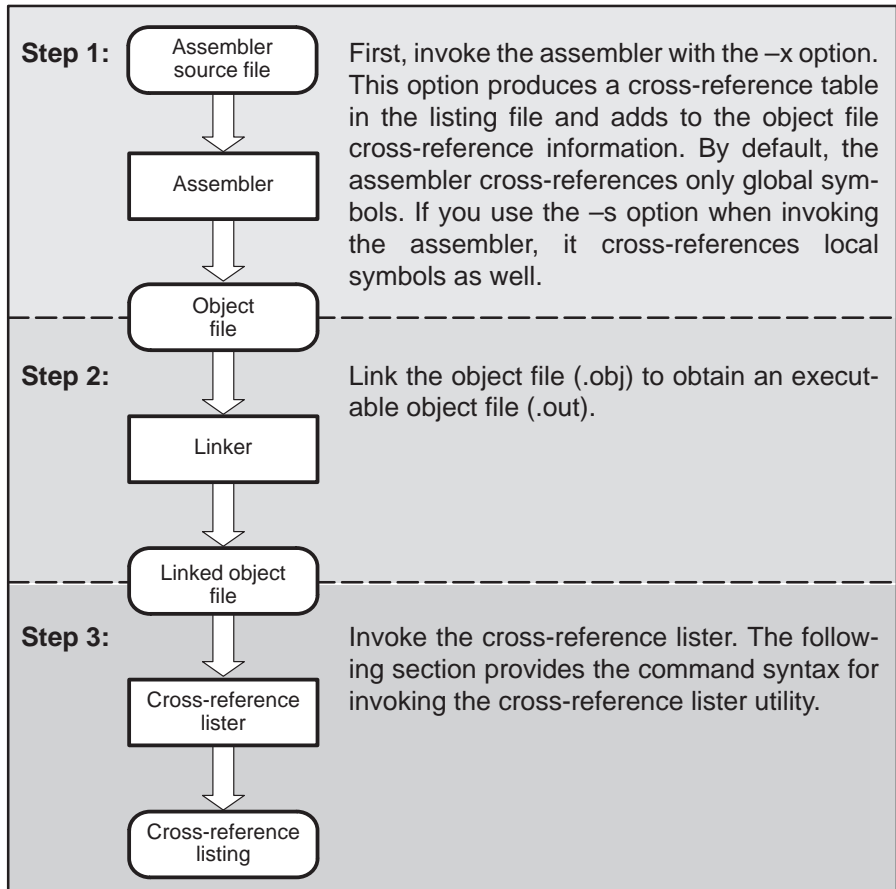 Step 1:
Assembler
source file
First, invoke the assembler with the –x option.
This option produces a cross-reference table
in the listing file and adds to the object file
cross-reference information. By default, the
assembler cross-references only global sym-
bols. If you use the –s option when invoking
the assembler, it cross-references local
symbols as well.
Assembler
Object
file
Step 2:
Link the object file (.obj) to obtain an execut-
able object file (.out).
Linker
Linked object
file
Step 3:
Invoke the cross-reference lister. The follow-
ing section provides the command syntax for
invoking the cross-reference lister utility.
Cross-reference
lister
Cross-reference
listing